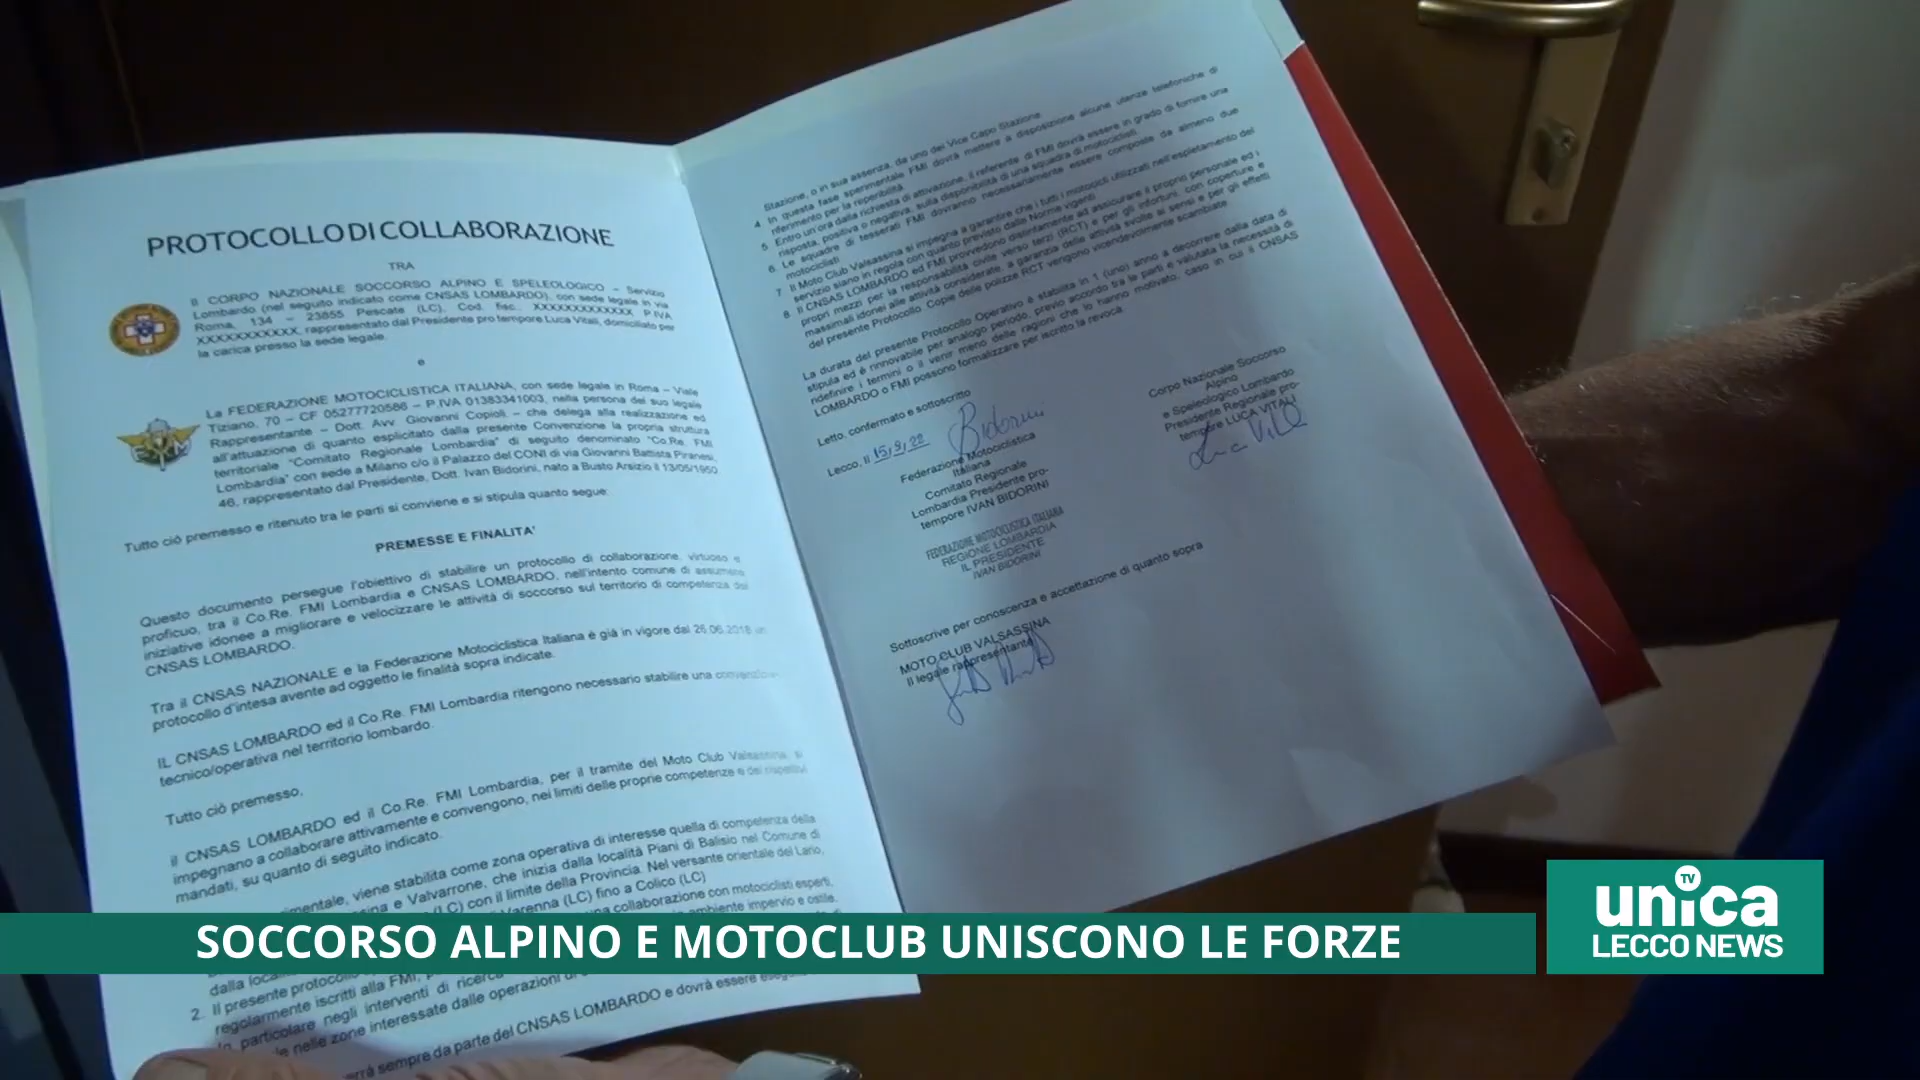 PROTOCOLLO DI COLLABORAZIONE
TRA
Il CORPO NAZIONALE SOCCORSO ALPINO E SPELEOLOGICO – Servizio
Lombardo (nel seguito indicato come CNSAS LOMBARDO), con sede legale in via
Roma, 134 – 23855 Pescate (LC), Cod. fisc. XXXXXXXXXXXXX P.IVA
XXXXXXXXXX, rappresentato dal Presidente pro tempore Luca Vitali, domiciliato per
la carica presso la sede legale.
e
La FEDERAZIONE MOTOCICLISTICA ITALIANA, con sede legale in Roma – Viale
Tiziano, 70 – CF 05277720586 – P.IVA 01383341003, nella persona del suo legale
Rappresentante – Dott. Avv Giovanni Copioli – che delega alla realizzazione ed
all'attuazione di quanto esplicitato dalla presente Convenzione la propria struttura
territoriale "Comitato Regionale Lombardia" di seguito denominato "Co.Re. FMI
Lombardia" con sede a Milano c/o il Palazzo del CONI di via Giovanni Battista Piranesi,
46, rappresentato dal Presidente, Dott. Ivan Bidorini, nato a Busto Arsizio il 13/05/1950
FM
Tutto ciò premesso e ritenuto tra le parti si conviene e si stipula quanto segue:
PREMESSE E FINALITA'
Questo documento persegue l'obiettivo di stabilire un protocollo di collaborazione, virtuoso e
proficuo, tra il Co.Re. FMI Lombardia e CNSAS LOMBARDO, nell'intento comune di assumere
iniziative idonee a migliorare e velocizzare le attività di soccorso sul territorio di competenza del
CNSAS LOMBARDO.
Tra il CNSAS NAZIONALE e la Federazione Motociclistica Italiana è già in vigore dal 26.06.2018 un
protocollo d'intesa avente ad oggetto le finalità sopra indicate.
IL CNSAS LOMBARDO ed il Co.Re. FMI Lombardia ritengono necessario stabilire una convenzione
tecnico/operativa nel territorio lombardo.
Tutto ciò premesso,
il CNSAS LOMBARDO ed il Co.Re. FMI Lombardia, per il tramite del Moto Club Valsassina, si
impegnano a collaborare attivamente e convengono, nei limiti delle proprie competenze e dei rispettivi
mandati, su quanto di seguito indicato.
viene stabilita come zona operativa di interesse quella di competenza della
e Valvarrone, che inizia dalla località Piani di Balisio nel Comune di
(LC) con il limite della Provincia. Nel versante orientale del Lario,
Varenna (LC) fino a Colico (LC)
collaborazione con motociclisti esperti,
ambiente impervio e ostile.
2. Il presente protocollo
regolarmente iscritti alla FMI,
particolare negli interventi di ricerca
nelle zone interessate dalle operazioni di
sempre da parte del CNSAS LOMBARDO e dovrà essere
Stazione, o in sua assenza, da uno dei Vice Capo Stazione.
4. In questa fase sperimentale FMI dovrà mettere a disposizione alcune utenze telefoniche di
riferimento per la reperibilità.
5 Entro un'ora dalla richiesta di attivazione, il referente di FMI dovrà essere in grado di fornire una
risposta, positiva o negativa, sulla disponibilità di una squadra di motociclisti.
6. Le squadre di tesserati FMI dovranno necessariamente essere composte da almeno due
motociclisti
7 Il Moto Club Valsassina si impegna a garantire che i tutti i motocicli utilizzati nell'espletamento del
servizio siano in regola con quanto previsto dalle Norme vigenti
8 Il CNSAS LOMBARDO ed FMI provvedono distintamente ad assicurare il proprio personale ed i
propri mezzi per la responsabilità civile verso terzi (RCT) e per gli infortuni, con coperture e
massimali idonei alle attività considerate, a garanzia delle attività svolte ai sensi e per gli effetti
del presente Protocollo. Copie delle polizze RCT vengono vicendevolmente scambiate.
La durata del presente Protocollo Operativo è stabilita in 1 (uno) anno a decorrere dalla data di
stipula ed è rinnovabile per analogo periodo, previo accordo tra le parti e valutata la necessità di
ridefinire i termini o il venir meno delle ragioni che lo hanno motivato, caso in cui il CNSAS
LOMBARDO o FMI possono formalizzare per iscritto la revoca.
Letto, confermato e sottoscritto
Lecco, lì 15/9/22
Bidorini
Federazione Motociclistica
Italiana
Comitato Regionale
Lombardia Presidente pro-
tempore IVAN BIDORINI
FEDERAZIONE MOTOCICLISTICA ITALIANA
REGIONE LOMBARDIA
IL PRESIDENTE
IVAN BIDORINI
Corpo Nazionale Soccorso
Alpino
e Speleologico Lombardo
Presidente Regionale pro-
tempore LUCA VITALI
Sottoscrive per conoscenza e accettazione di quanto sopra
MOTO CLUB VALSASSINA
Il legale rappresentante
SOCCORSO ALPINO E MOTOCLUB UNISCONO LE FORZE
unica TV
LECCO NEWS